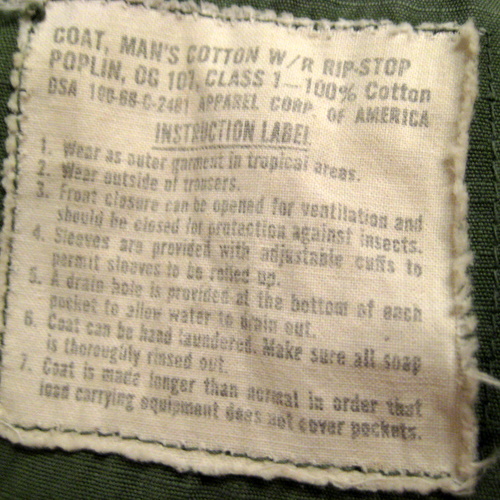 COAT, MAN'S COTTON W/R RIP-STOP
POPLIN, OG 107, CLASS 1—100% Cotton
DSA 100-68-C-2481 APPAREL CORP. OF AMERICA
INSTRUCTION LABEL
1. Wear as outer garment in tropical areas.
2. Wear outside of trousers.
3. Front closure can be opened for ventilation and
should be closed for protection against insects.
4. Sleeves are provided with adjustable cuffs to
permit sleeves to be rolled up.
5. A drain hole is provided at the bottom of each
pocket to allow water to drain out.
6. Coat can be hand laundered. Make sure all soap
is thoroughly rinsed out.
7. Coat is made longer than normal in order that
load carrying equipment does not cover pockets.